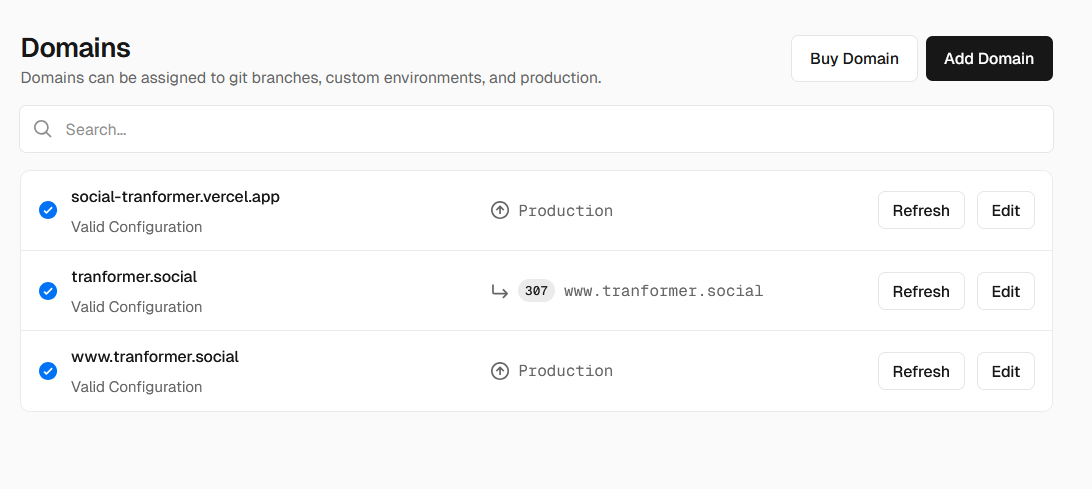 Domains
Domains can be assigned to git branches, custom environments, and production.
Buy Domain
Add Domain
Search...
social-tranformer.vercel.app
Valid Configuration
Production
Refresh
Edit
tranformer.social
Valid Configuration
307 www.tranformer.social
Refresh
Edit
www.tranformer.social
Valid Configuration
Production
Refresh
Edit